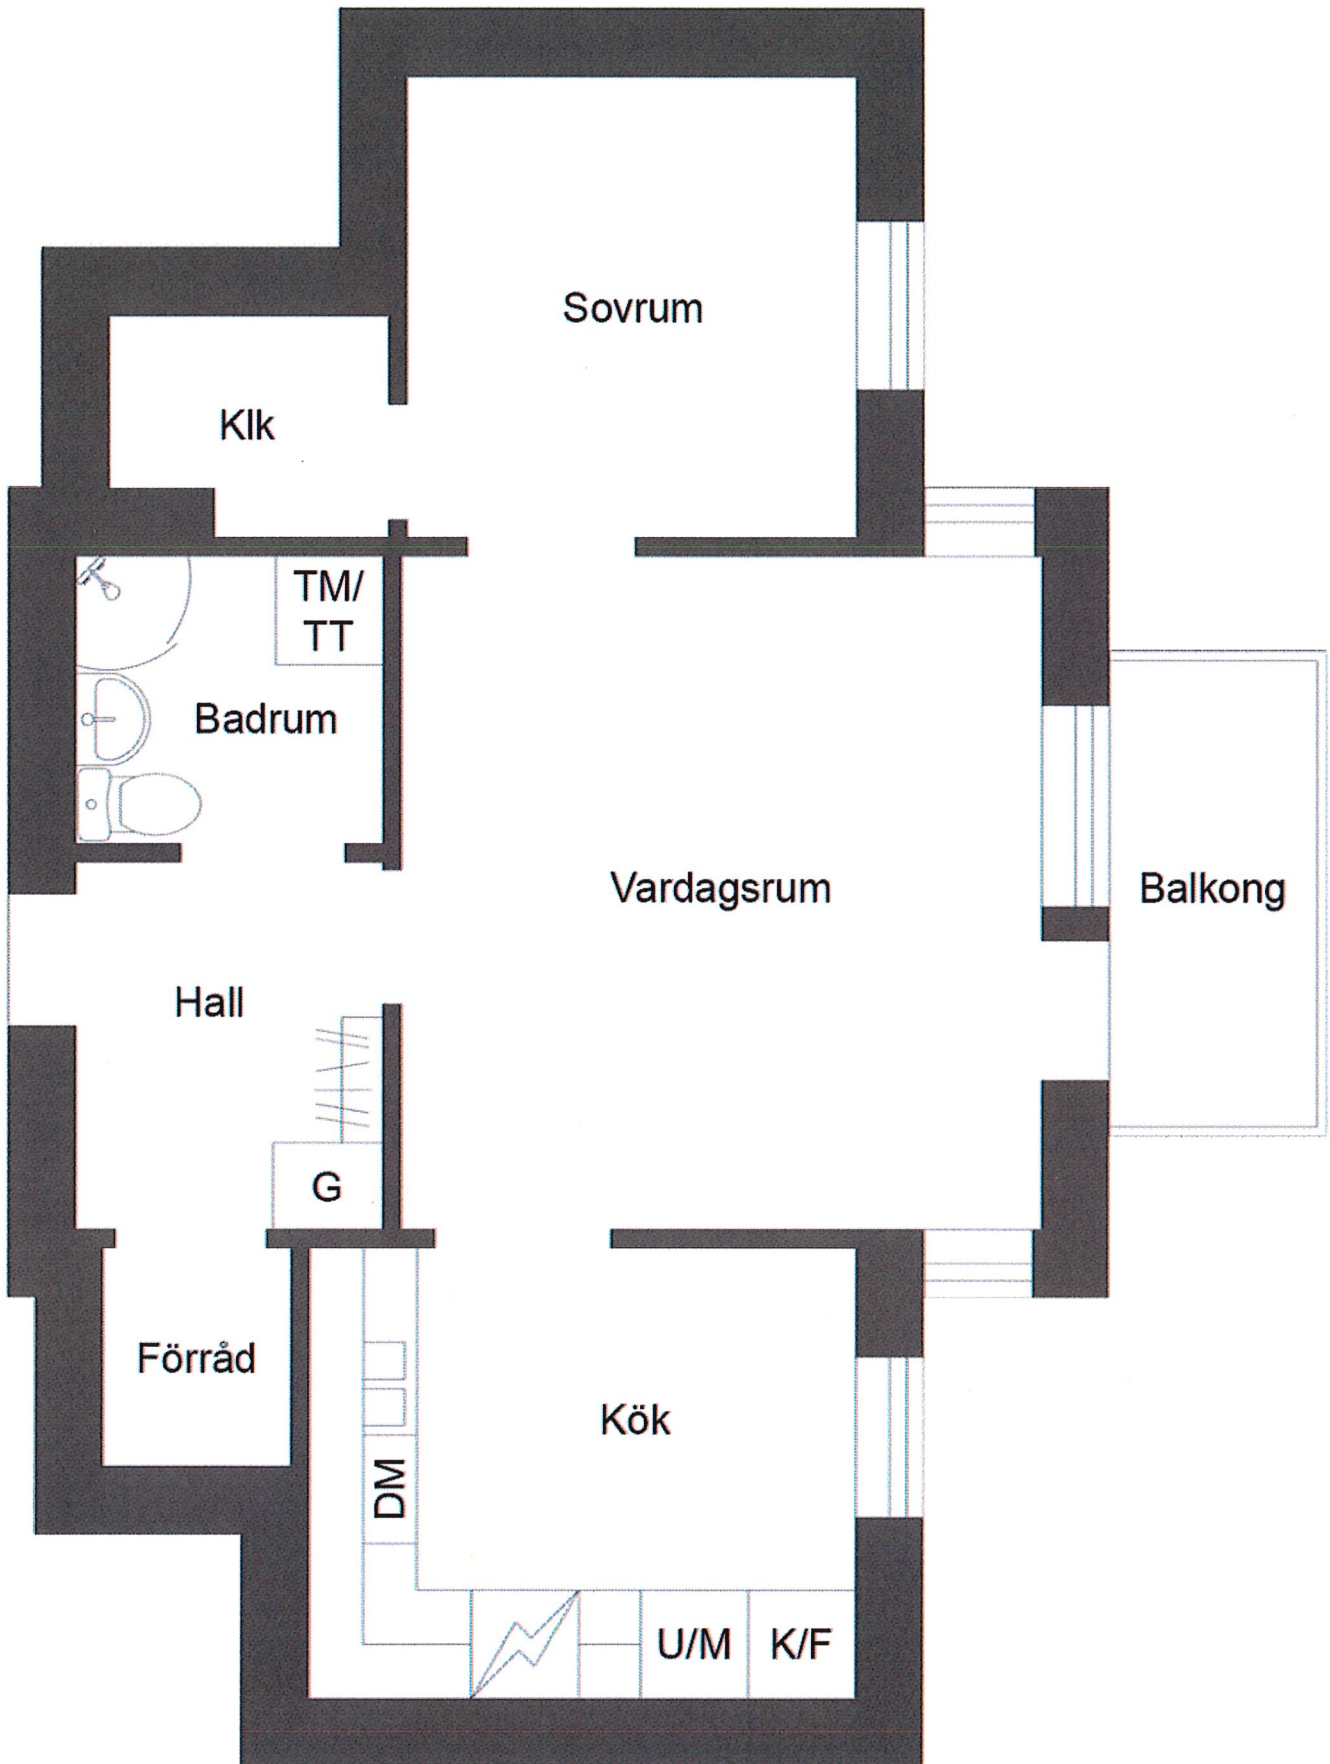 Sovrum
Klk
TM/
TT
Badrum
Vardagsrum
Balkong
Hall
G
Förråd
Kök
DM
U/M
K/F